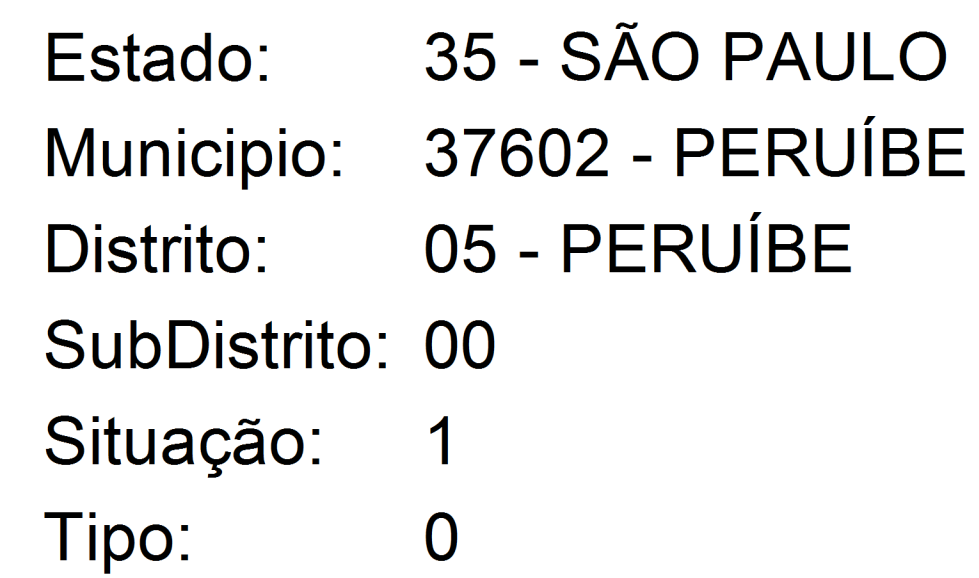 Estado: 35 - SÃO PAULO
Municipio: 37602 - PERUÍBE
Distrito: 05 - PERUÍBE
SubDistrito: 00
Situação: 1
Tipo: 0